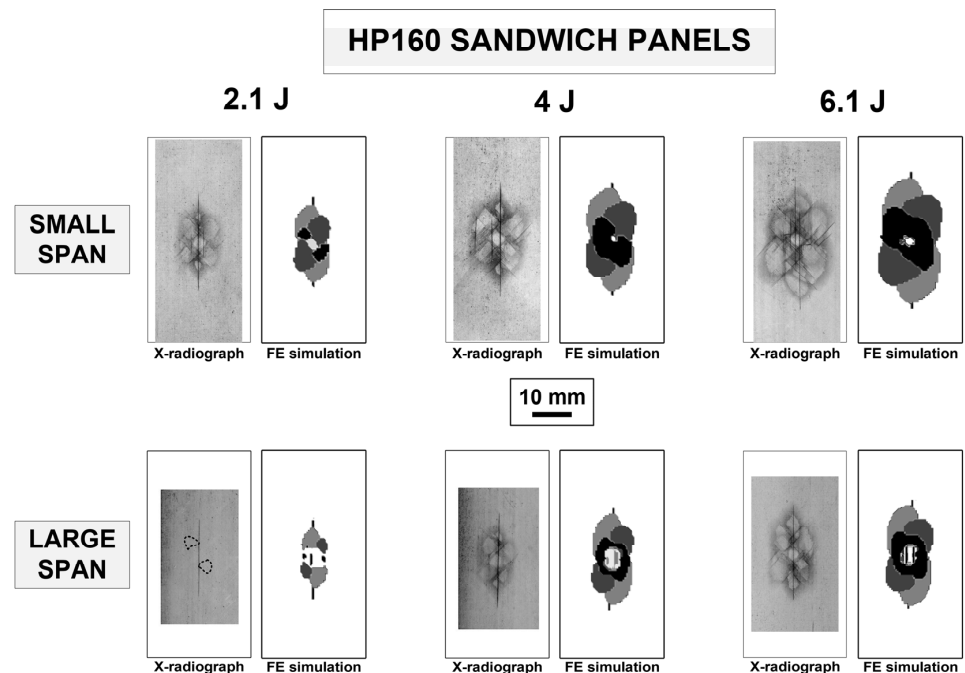 HP160 SANDWICH PANELS
2.1 J
4 J
6.1 J
SMALL
SPAN
X-radiograph
FE simulation
X-radiograph
FE simulation
X-radiograph
FE simulation
10 mm
LARGE
SPAN
X-radiograph
FE simulation
X-radiograph
FE simulation
X-radiograph
FE simulation